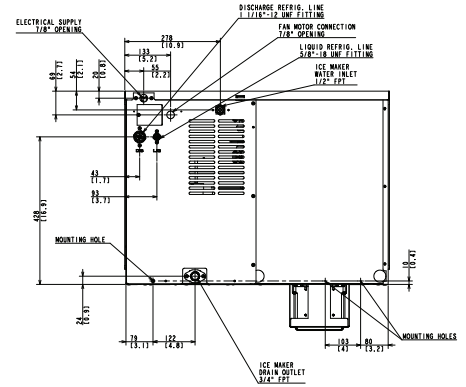 DISCHARGE REFRIG. LINE
1 1/16"-12 UNF FITTING
ELECTRICAL SUPPLY
7/8" OPENING
FAN MOTOR CONNECTION
7/8" OPENING
278
[10.9]
LIQUID REFRIG. LINE
5/8"-18 UNF FITTING
133
[5.2]
55
[2.2]
ICE MAKER
WATER INLET
1/2" FPT
69
[2.7]
54
[2.1]
20
[0.8]
43
[1.7]
93
[3.7]
428
[16.9]
MOUNTING HOLE
10
[0.4]
24
[0.9]
79
[3.1]
122
[4.8]
103
[4]
80
[3.2]
MOUNTING HOLES
ICE MAKER
DRAIN OUTLET
3/4" FPT